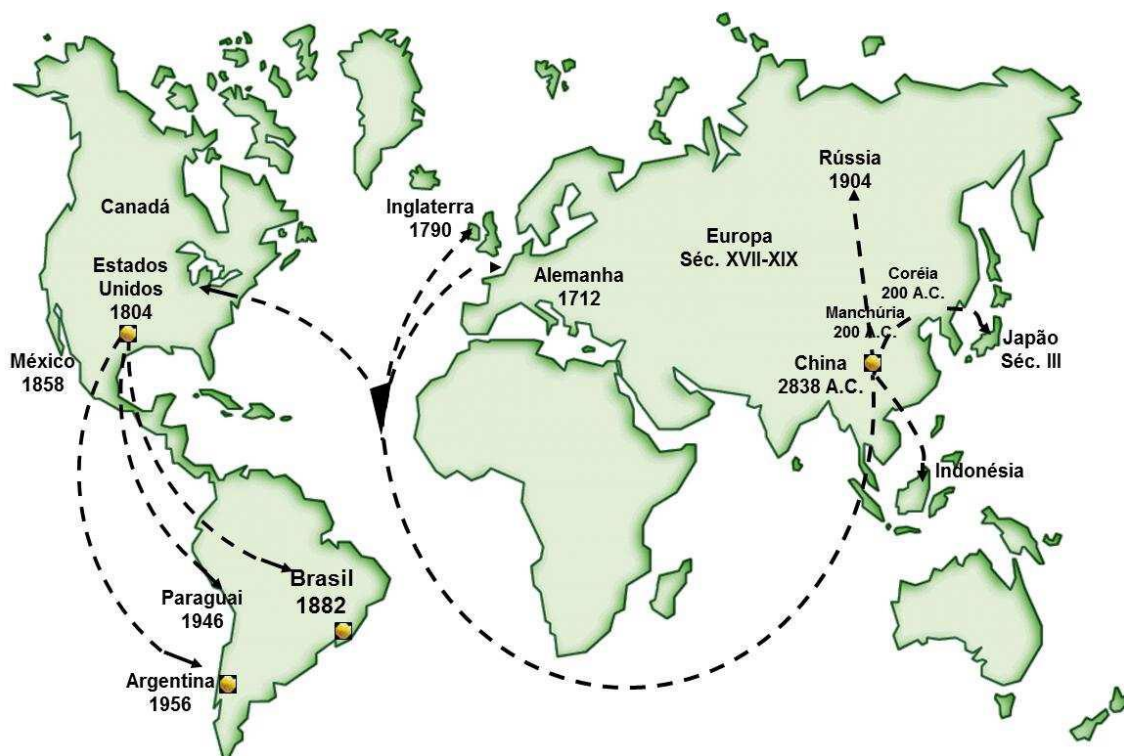 Canadá
Estados
Unidos
1804
México
1858
Inglaterra
1790
Alemanha
1712
Europa
Séc. XVII-XIX
Rússia
1904
Coréia
200 A.C.
Manchúria
200 A.C.
China
2838 A.C.
Japão
Séc. III
Indonésia
Brasil
1882
Paraguai
1946
Argentina
1956